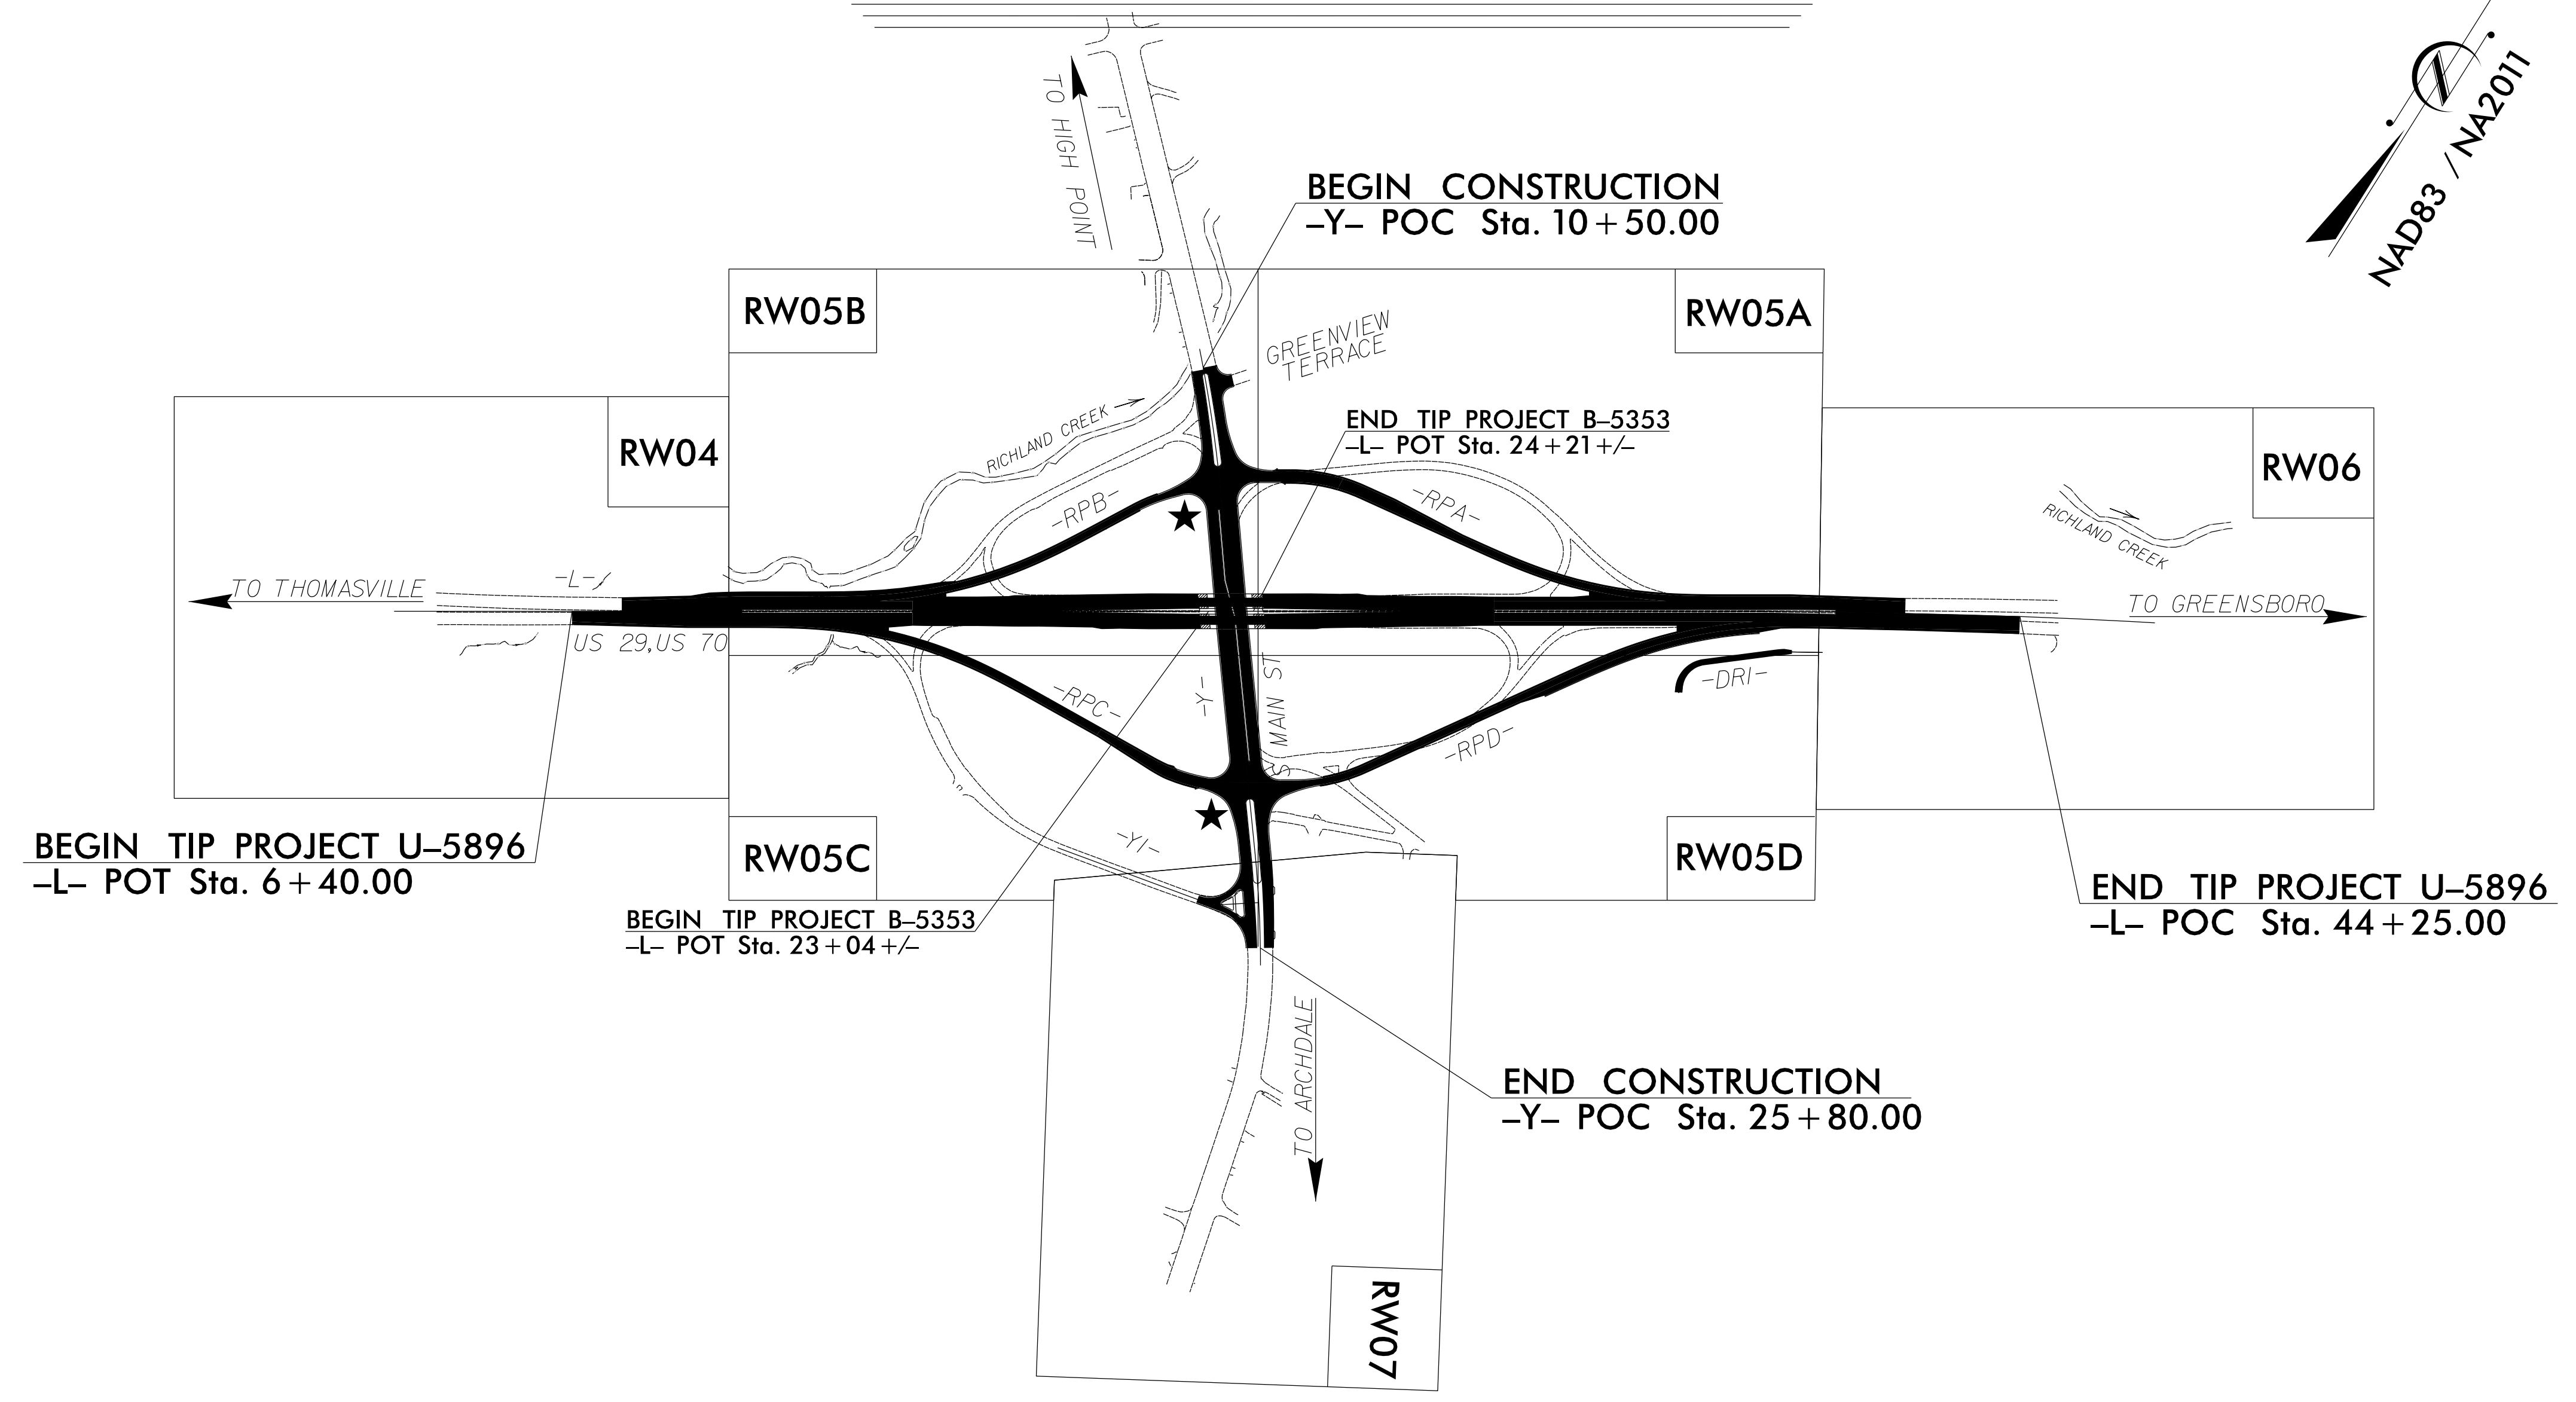 NAD83 / NA2011
TO HIGH POINT
BEGIN CONSTRUCTION
–Y– POC Sta. 10+50.00
RW05B
RW05A
GREENVIEW
TERRACE
RICHLAND CREEK
END TIP PROJECT B–5353
–L– POT Sta. 24+21+/–
RW04
RW06
-RPB-
-RPA-
RICHLAND CREEK
-L-
TO THOMASVILLE
TO GREENSBORO
US 29,US 70
-RPC-
-Y-
S MAIN ST
-DR1-
-RPD-
-Y1-
BEGIN TIP PROJECT U–5896
–L– POT Sta. 6+40.00
RW05C
RW05D
END TIP PROJECT U–5896
–L– POC Sta. 44+25.00
BEGIN TIP PROJECT B–5353
–L– POT Sta. 23+04+/–
TO ARCHDALE
END CONSTRUCTION
–Y– POC Sta. 25+80.00
RW07